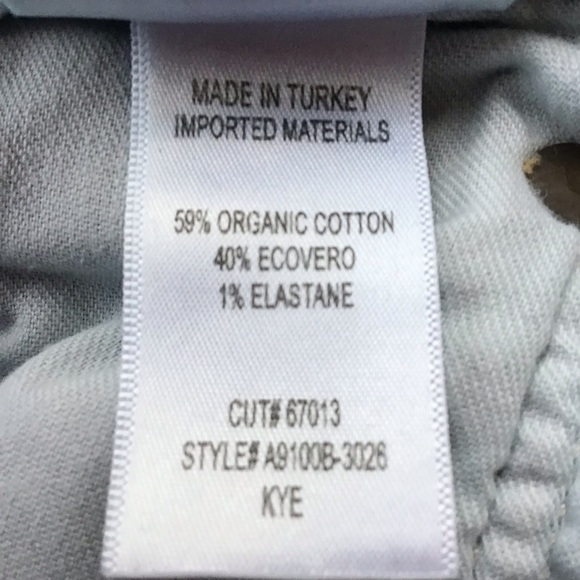 MADE IN TURKEY
IMPORTED MATERIALS
59% ORGANIC COTTON
40% ECOVERO
1% ELASTANE
CUT# 67013
STYLE# A9100B-3026
KYE